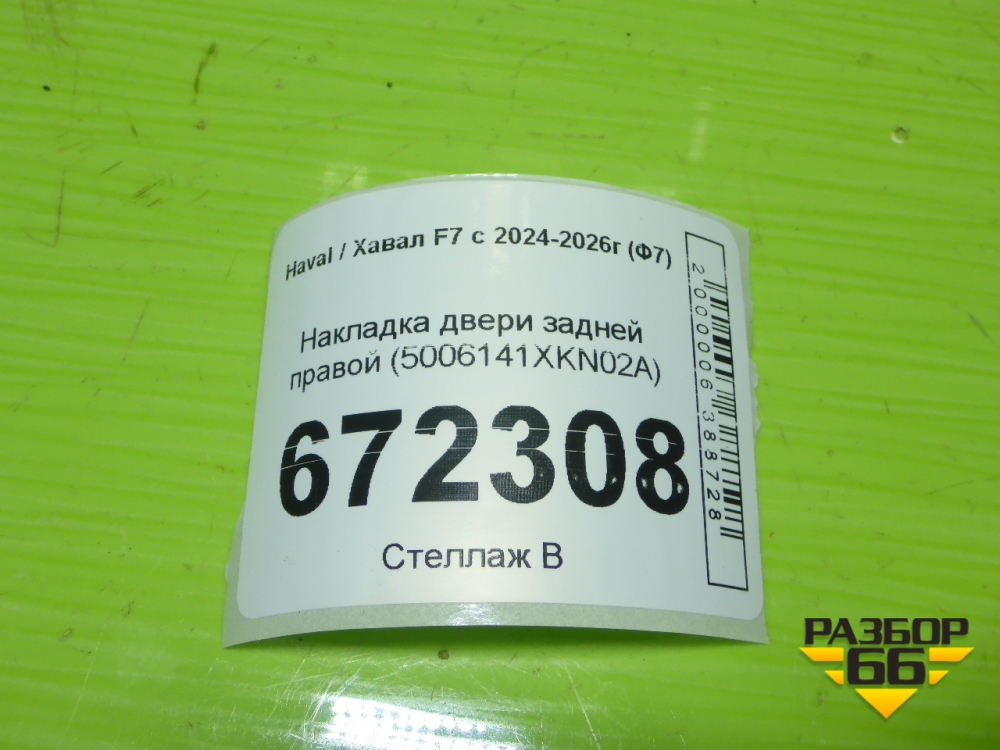 Haval / Хавал F7 с 2024-2026г (Ф7)
Накладка двери задней
правой (5006141XKN02A)
672308
Стеллаж В
2000006388728
РАЗБОР
66